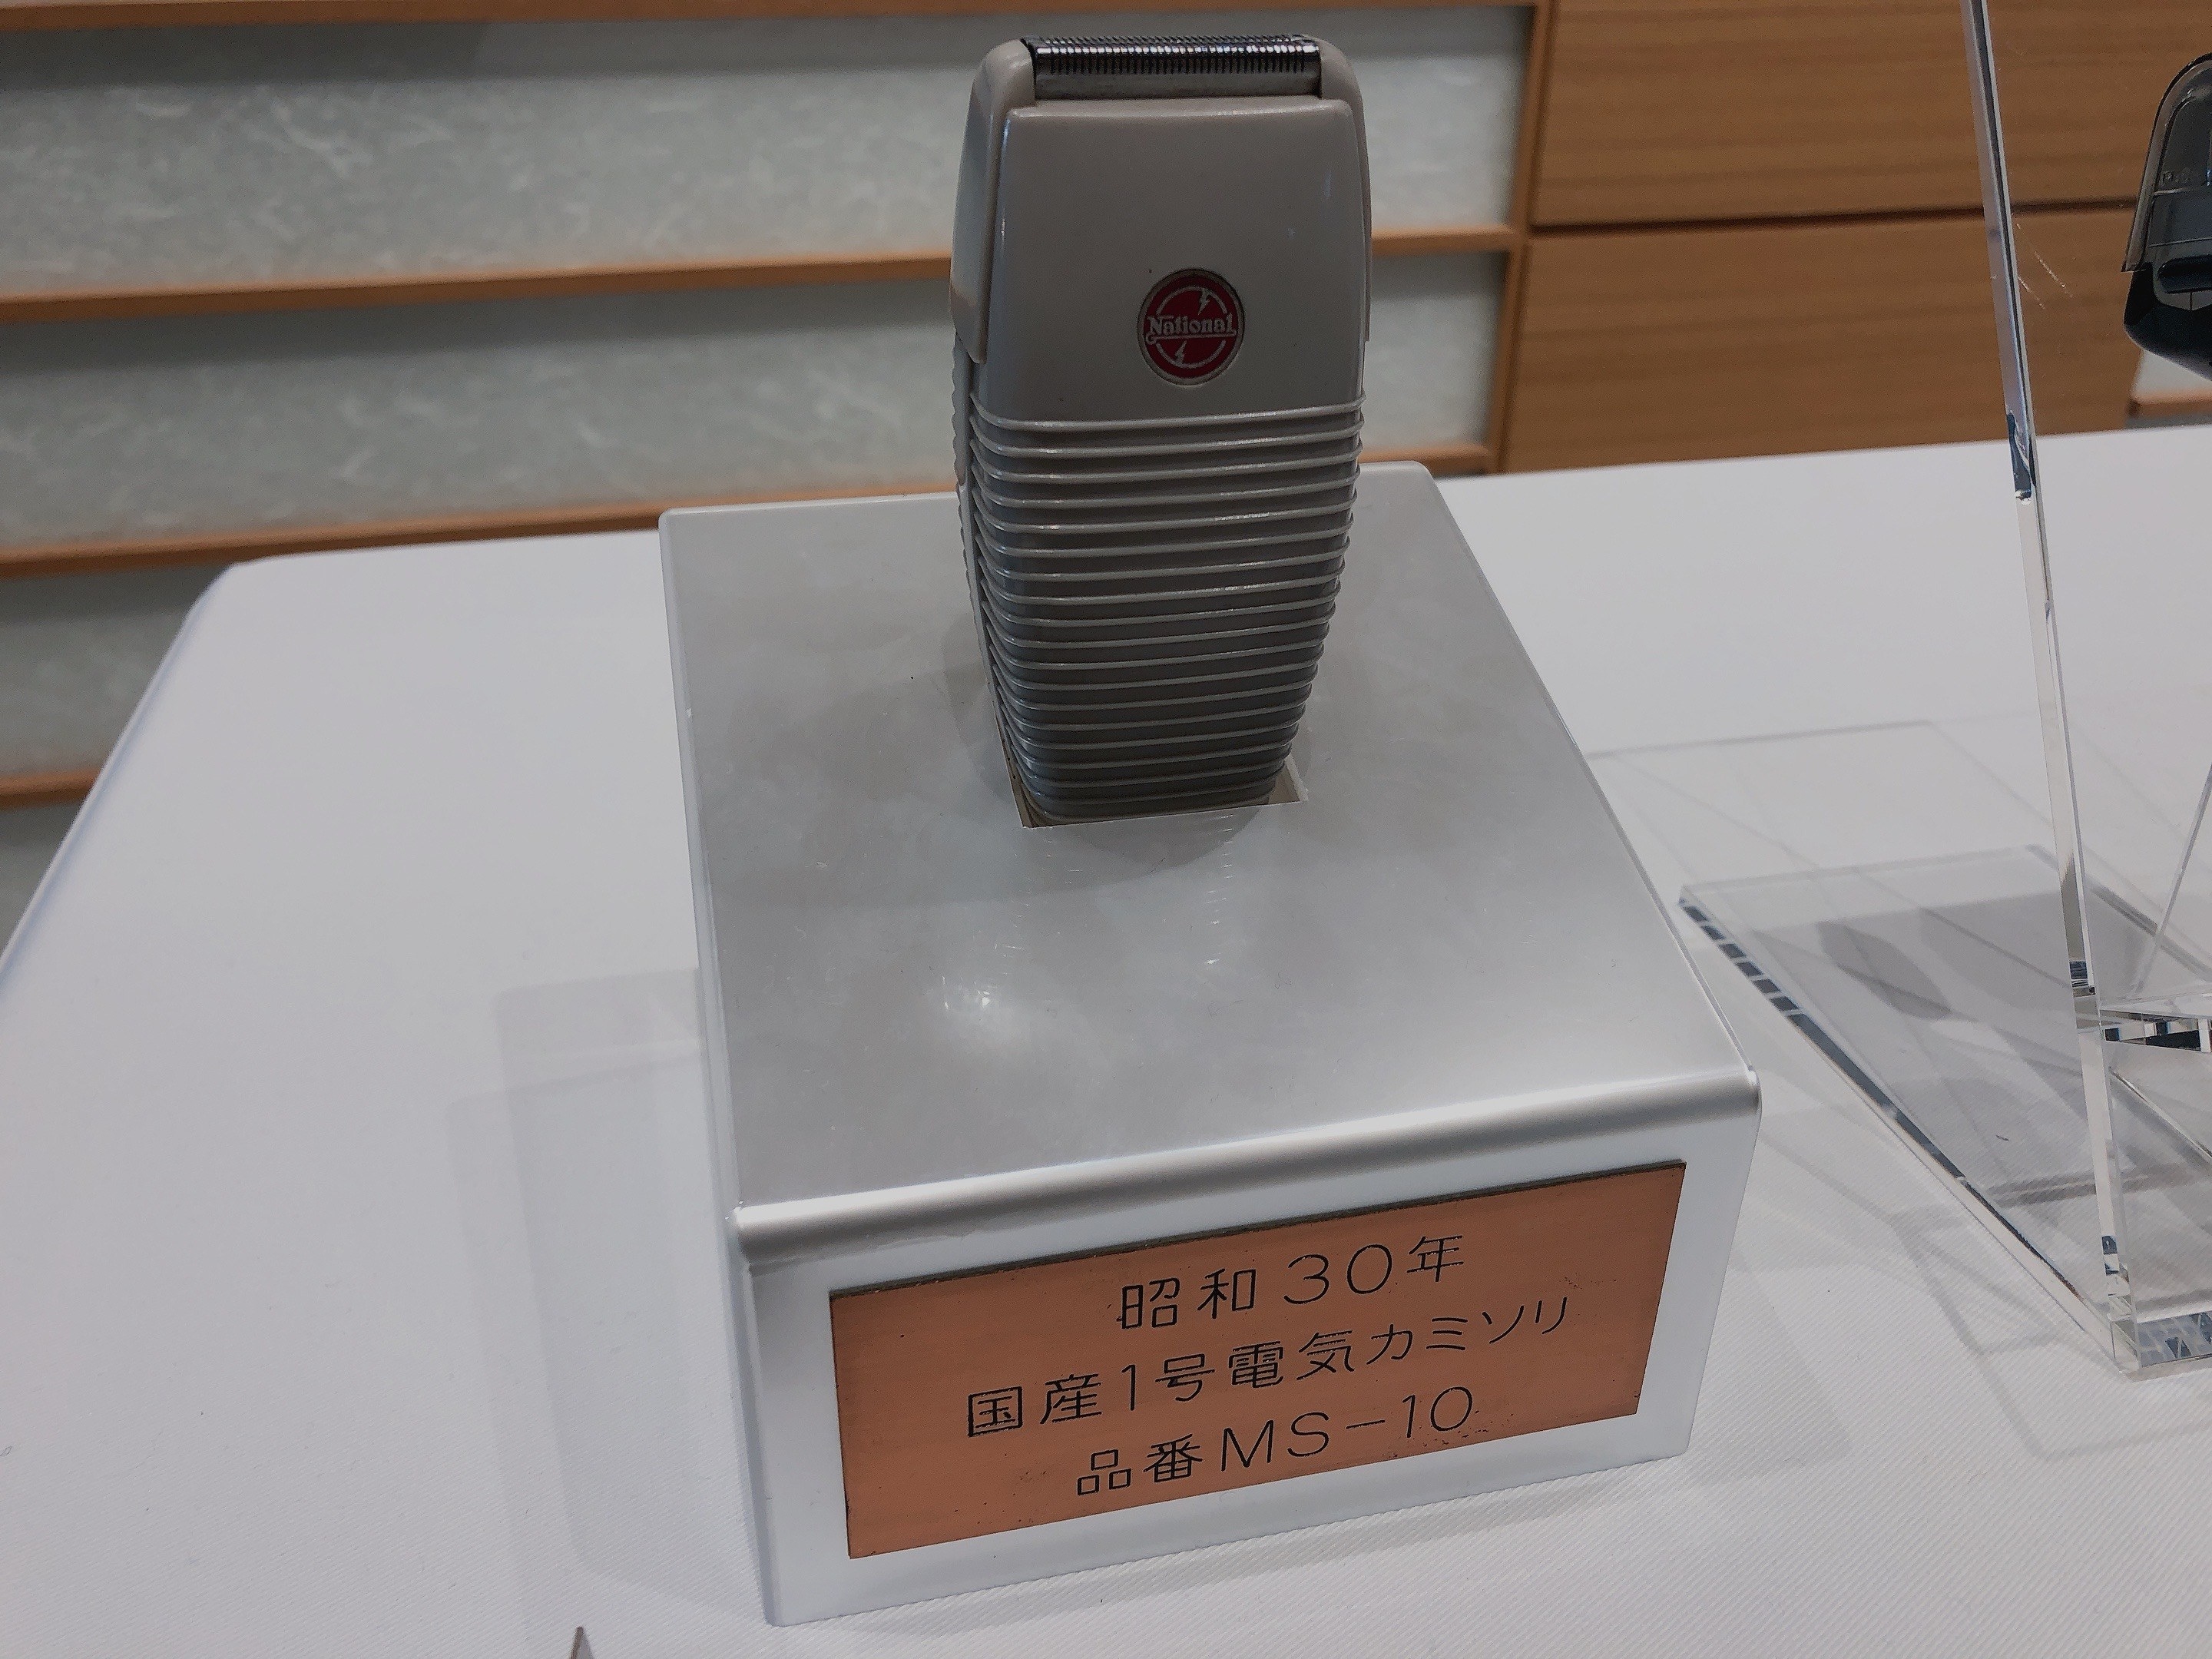 National
昭和30年
国産1号電気カミソリ
品番MS-10